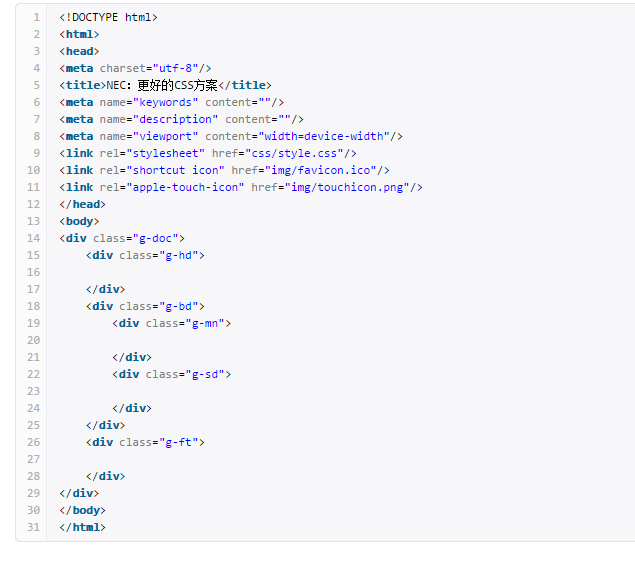 1 <!DOCTYPE html>
2 <html>
3 <head>
4 <meta charset="utf-8"/>
5 <title>NEC：更好的CSS方案</title>
6 <meta name="keywords" content=""/>
7 <meta name="description" content=""/>
8 <meta name="viewport" content="width=device-width"/>
9 <link rel="stylesheet" href="css/style.css"/>
10 <link rel="shortcut icon" href="img/favicon.ico"/>
11 <link rel="apple-touch-icon" href="img/touchicon.png"/>
12 </head>
13 <body>
14 <div class="g-doc">
15     <div class="g-hd">
16
17     </div>
18     <div class="g-bd">
19         <div class="g-mn">
20
21         </div>
22         <div class="g-sd">
23
24         </div>
25     </div>
26     <div class="g-ft">
27
28     </div>
29 </div>
30 </body>
31 </html>